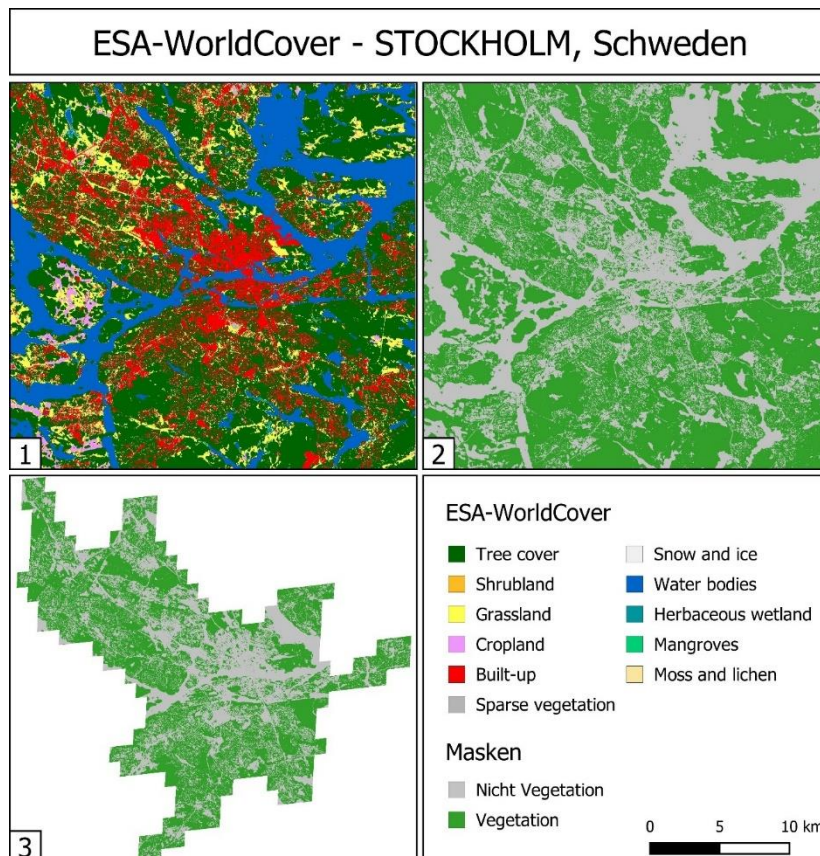 ESA-WorldCover - STOCKHOLM, Schweden
1
2
3
ESA-WorldCover
Tree cover
Shrubland
Grassland
Cropland
Built-up
Sparse vegetation
Snow and ice
Water bodies
Herbaceous wetland
Mangroves
Moss and lichen
Masken
Nicht Vegetation
Vegetation
0 5 10 km